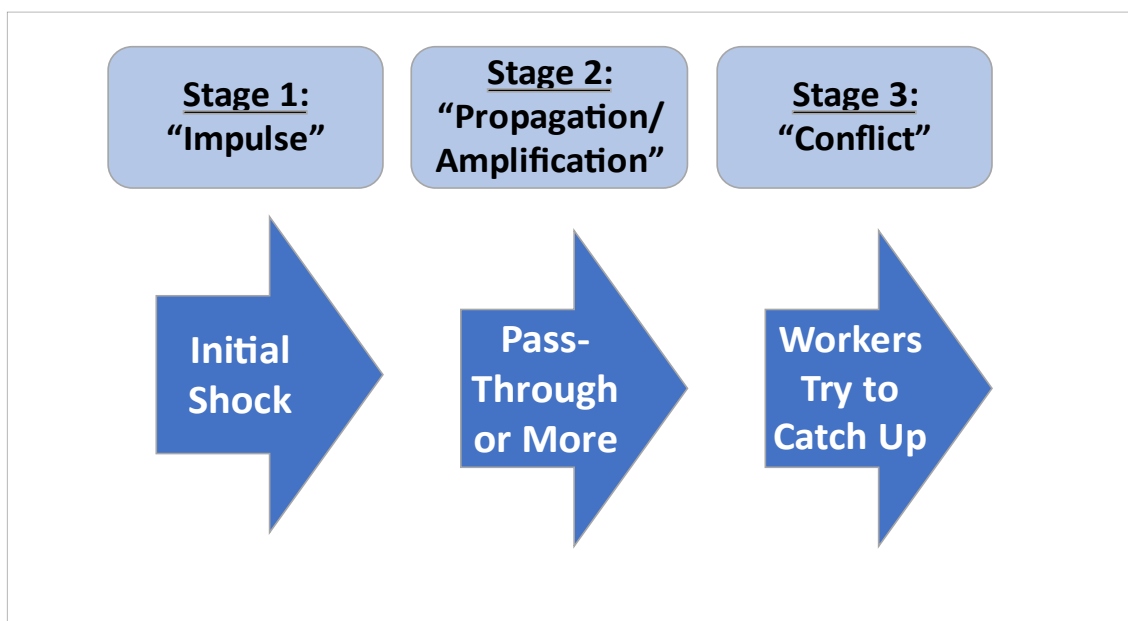 Stage 1:
“Impulse”
Stage 2:
“Propagation/
Amplification”
Stage 3:
“Conflict”
Initial
Shock
Pass-
Through
or More
Workers
Try to
Catch Up